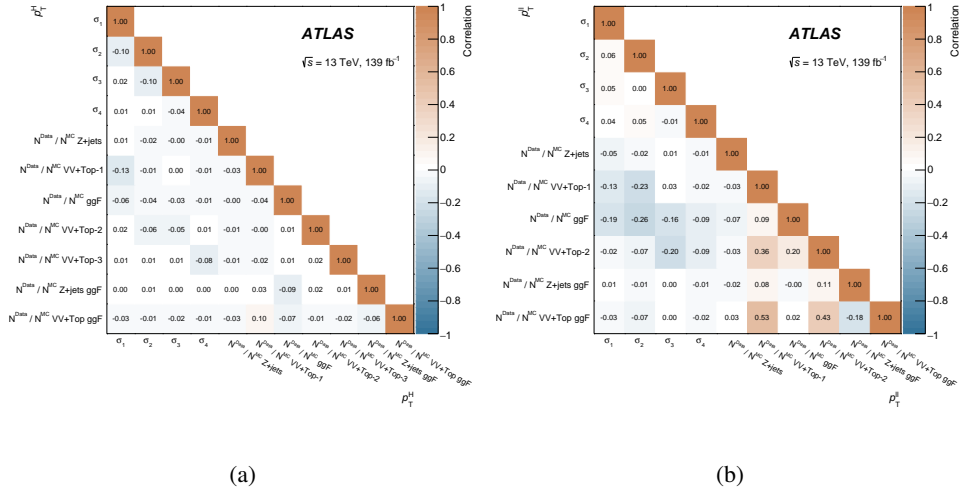 p_T^H
ATLAS
√s = 13 TeV, 139 fb⁻¹
σ₁ 1.00
σ₂ -0.10 1.00
σ₃ 0.02 -0.10 1.00
σ₄ 0.01 0.01 -0.04 1.00
N^Data / N^MC Z+jets 0.01 -0.02 -0.00 -0.01 1.00
N^Data / N^MC VV+Top-1 -0.13 -0.01 0.00 -0.01 -0.03 1.00
N^Data / N^MC ggF -0.06 -0.04 -0.03 -0.01 -0.00 -0.04 1.00
N^Data / N^MC VV+Top-2 0.02 -0.06 -0.05 0.01 -0.01 -0.00 0.01 1.00
N^Data / N^MC VV+Top-3 0.01 0.01 0.01 -0.08 -0.01 -0.02 0.01 0.02 1.00
N^Data / N^MC Z+jets ggF 0.00 0.01 0.00 0.00 0.00 0.03 -0.09 0.02 0.01 1.00
N^Data / N^MC VV+Top ggF -0.03 -0.01 -0.02 -0.01 -0.03 0.10 -0.07 -0.01 -0.02 -0.06 1.00
σ₁ σ₂ σ₃ σ₄ N^Data / N^MC Z+jets N^Data / N^MC VV+Top-1 N^Data / N^MC ggF N^Data / N^MC VV+Top-2 N^Data / N^MC VV+Top-3 N^Data / N^MC Z+jets ggF N^Data / N^MC VV+Top ggF
p_T^H
1
0.8
0.6
0.4
0.2
0
−0.2
−0.4
−0.6
−0.8
−1
Correlation
(a)
p_T^ll
ATLAS
√s = 13 TeV, 139 fb⁻¹
σ₁ 1.00
σ₂ 0.06 1.00
σ₃ 0.05 0.00 1.00
σ₄ 0.04 0.05 -0.01 1.00
N^Data / N^MC Z+jets -0.05 -0.02 0.01 -0.01 1.00
N^Data / N^MC VV+Top-1 -0.13 -0.23 0.03 -0.02 -0.03 1.00
N^Data / N^MC ggF -0.19 -0.26 -0.16 -0.09 -0.07 0.09 1.00
N^Data / N^MC VV+Top-2 -0.02 -0.07 -0.20 -0.09 -0.03 0.36 0.20 1.00
N^Data / N^MC Z+jets ggF 0.01 -0.01 -0.00 0.01 -0.02 0.08 -0.00 0.11 1.00
N^Data / N^MC VV+Top ggF -0.03 -0.07 0.00 -0.02 0.03 0.53 0.02 0.43 -0.18 1.00
σ₁ σ₂ σ₃ σ₄ N^Data / N^MC Z+jets N^Data / N^MC VV+Top-1 N^Data / N^MC ggF N^Data / N^MC VV+Top-2 N^Data / N^MC Z+jets ggF N^Data / N^MC VV+Top ggF
p_T^ll
1
0.8
0.6
0.4
0.2
0
−0.2
−0.4
−0.6
−0.8
−1
Correlation
(b)